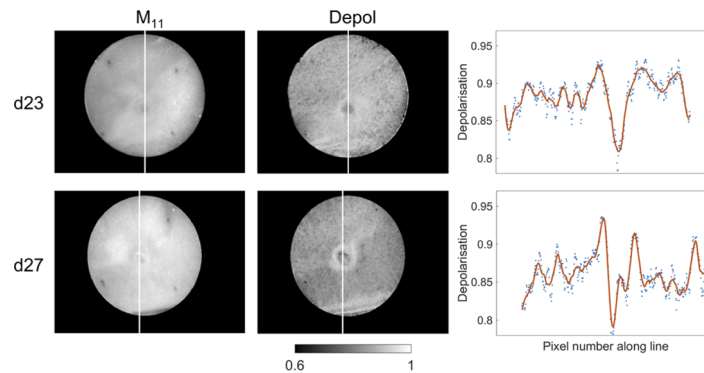 M₁₁ Depol
d23
0.95
0.9
0.85
0.8
Depolarisation
d27
0.95
0.9
0.85
0.8
Depolarisation
Pixel number along line
0.6 1